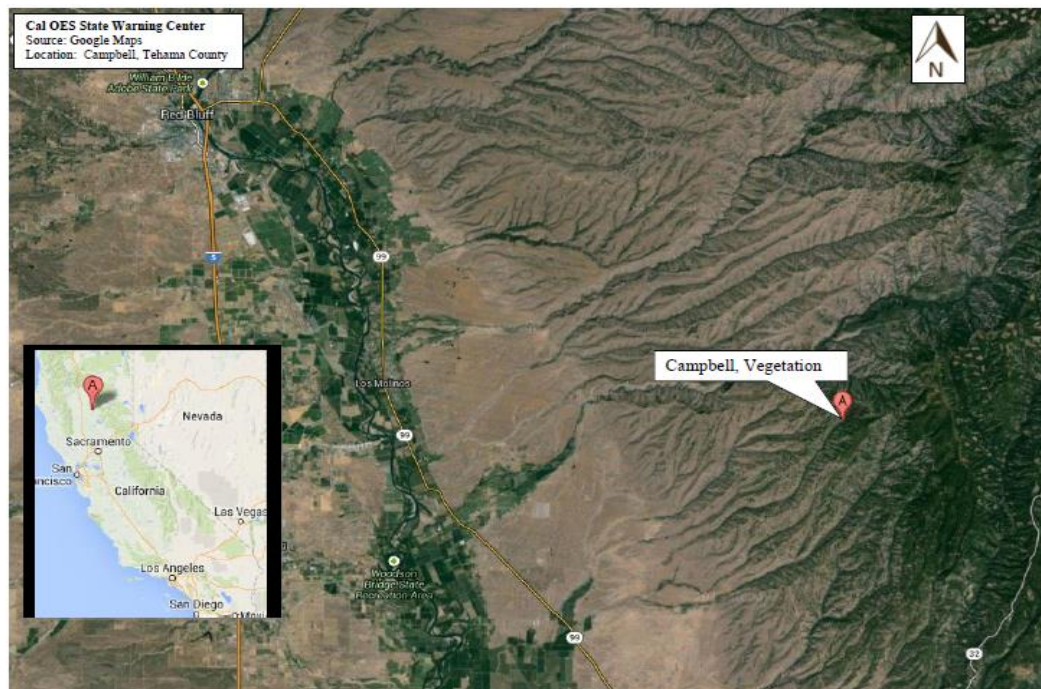 Cal OES State Warning Center
Source: Google Maps
Location: Campbell, Tehama County
N
William B Ide
Adobe State Park
Red Bluff
5
99
Los Molinos
99
Campbell, Vegetation
A
Woodson
Bridge State
Recreation Area
99
32
A
Nevada
Sacramento
San
ncisco
California
Las Vegas
Los Angeles
San Diego